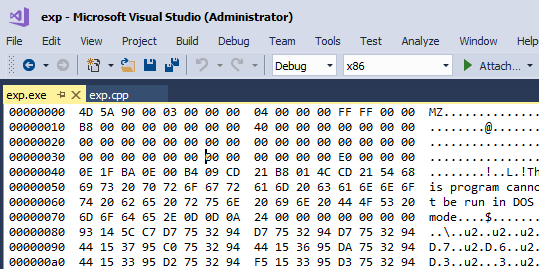 exp - Microsoft Visual Studio (Administrator)
File Edit View Project Build Debug Team Tools Test Analyze Window Help
Debug x86 Attach...
exp.exe exp.cpp
00000000 4D 5A 90 00 03 00 00 00 04 00 00 00 FF FF 00 00 MZ..............
00000010 B8 00 00 00 00 00 00 00 40 00 00 00 00 00 00 00 ........@.......
00000020 00 00 00 00 00 00 00 00 00 00 00 00 00 00 00 00 ................
00000030 00 00 00 00 00 00 00 00 00 00 00 00 E0 00 00 00 ................
00000040 0E 1F BA 0E 00 B4 09 CD 21 B8 01 4C CD 21 54 68 ........!..L.!Th
00000050 69 73 20 70 72 6F 67 72 61 6D 20 63 61 6E 6E 6F is program canno
00000060 74 20 62 65 20 72 75 6E 20 69 6E 20 44 4F 53 20 t be run in DOS
00000070 6D 6F 64 65 2E 0D 0D 0A 24 00 00 00 00 00 00 00 mode....$.......
00000080 93 14 5C C7 D7 75 32 94 D7 75 32 94 D7 75 32 94 ..\..u2..u2..u2.
00000090 44 15 37 95 C0 75 32 94 44 15 36 95 DA 75 32 94 D.7..u2.D.6..u2.
000000a0 44 15 33 95 D2 75 32 94 F5 15 33 95 D3 75 32 94 D.3..u2...3..u2.